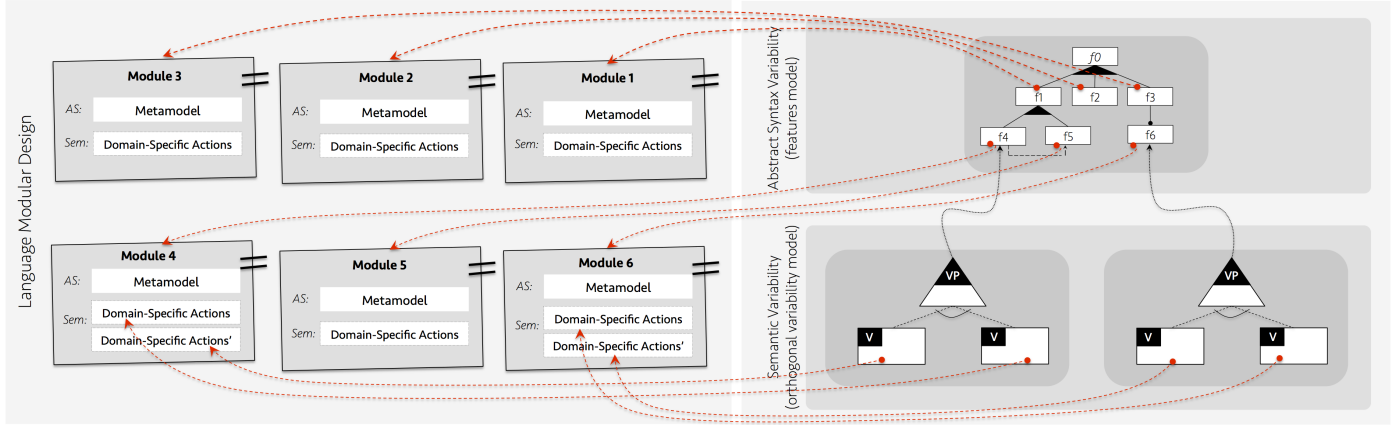 Language Modular Design
Module 3
AS:
Metamodel
Sem:
Domain-Specific Actions
Module 2
AS:
Metamodel
Sem:
Domain-Specific Actions
Module 1
AS:
Metamodel
Sem:
Domain-Specific Actions
Module 4
AS:
Metamodel
Sem:
Domain-Specific Actions
Domain-Specific Actions'
Module 5
AS:
Metamodel
Sem:
Domain-Specific Actions
Module 6
AS:
Metamodel
Sem:
Domain-Specific Actions
Domain-Specific Actions'
Abstract Syntax Variability
(features model)
f0
f1
f2
f3
f4
f5
f6
Semantic Variability
(orthogonal variability model)
VP
V
V
VP
V
V